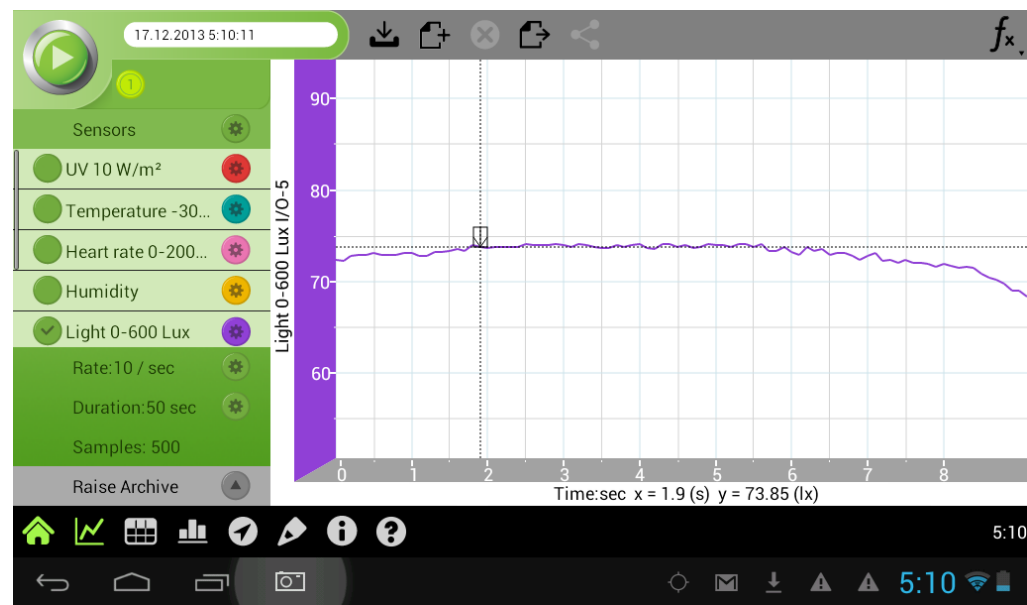 17.12.2013 5:10:11
fx
1
Sensors
UV 10 W/m²
Temperature -30...
Heart rate 0-200...
Humidity
Light 0-600 Lux
Rate:10 / sec
Duration:50 sec
Samples: 500
Raise Archive
Light 0-600 Lux I/O-5
90
80
70
60
0 1 2 3 4 5 6 7 8
Time:sec x = 1.9 (s) y = 73.85 (lx)
5:10
5:10